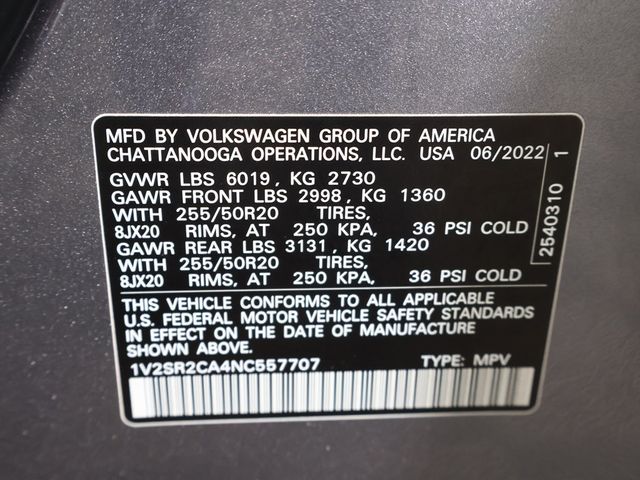 MFD BY VOLKSWAGEN GROUP OF AMERICA
CHATTANOOGA OPERATIONS, LLC. USA 06/2022
GVWR LBS 6019, KG 2730
GAWR FRONT LBS 2998, KG 1360
WITH 255/50R20 TIRES,
8JX20 RIMS, AT 250 KPA, 36 PSI COLD
GAWR REAR LBS 3131, KG 1420
WITH 255/50R20 TIRES,
8JX20 RIMS, AT 250 KPA, 36 PSI COLD
THIS VEHICLE CONFORMS TO ALL APPLICABLE
U.S. FEDERAL MOTOR VEHICLE SAFETY STANDARDS
IN EFFECT ON THE DATE OF MANUFACTURE
SHOWN ABOVE.
1V2SR2CA4NC557707 TYPE: MPV
2540310 1